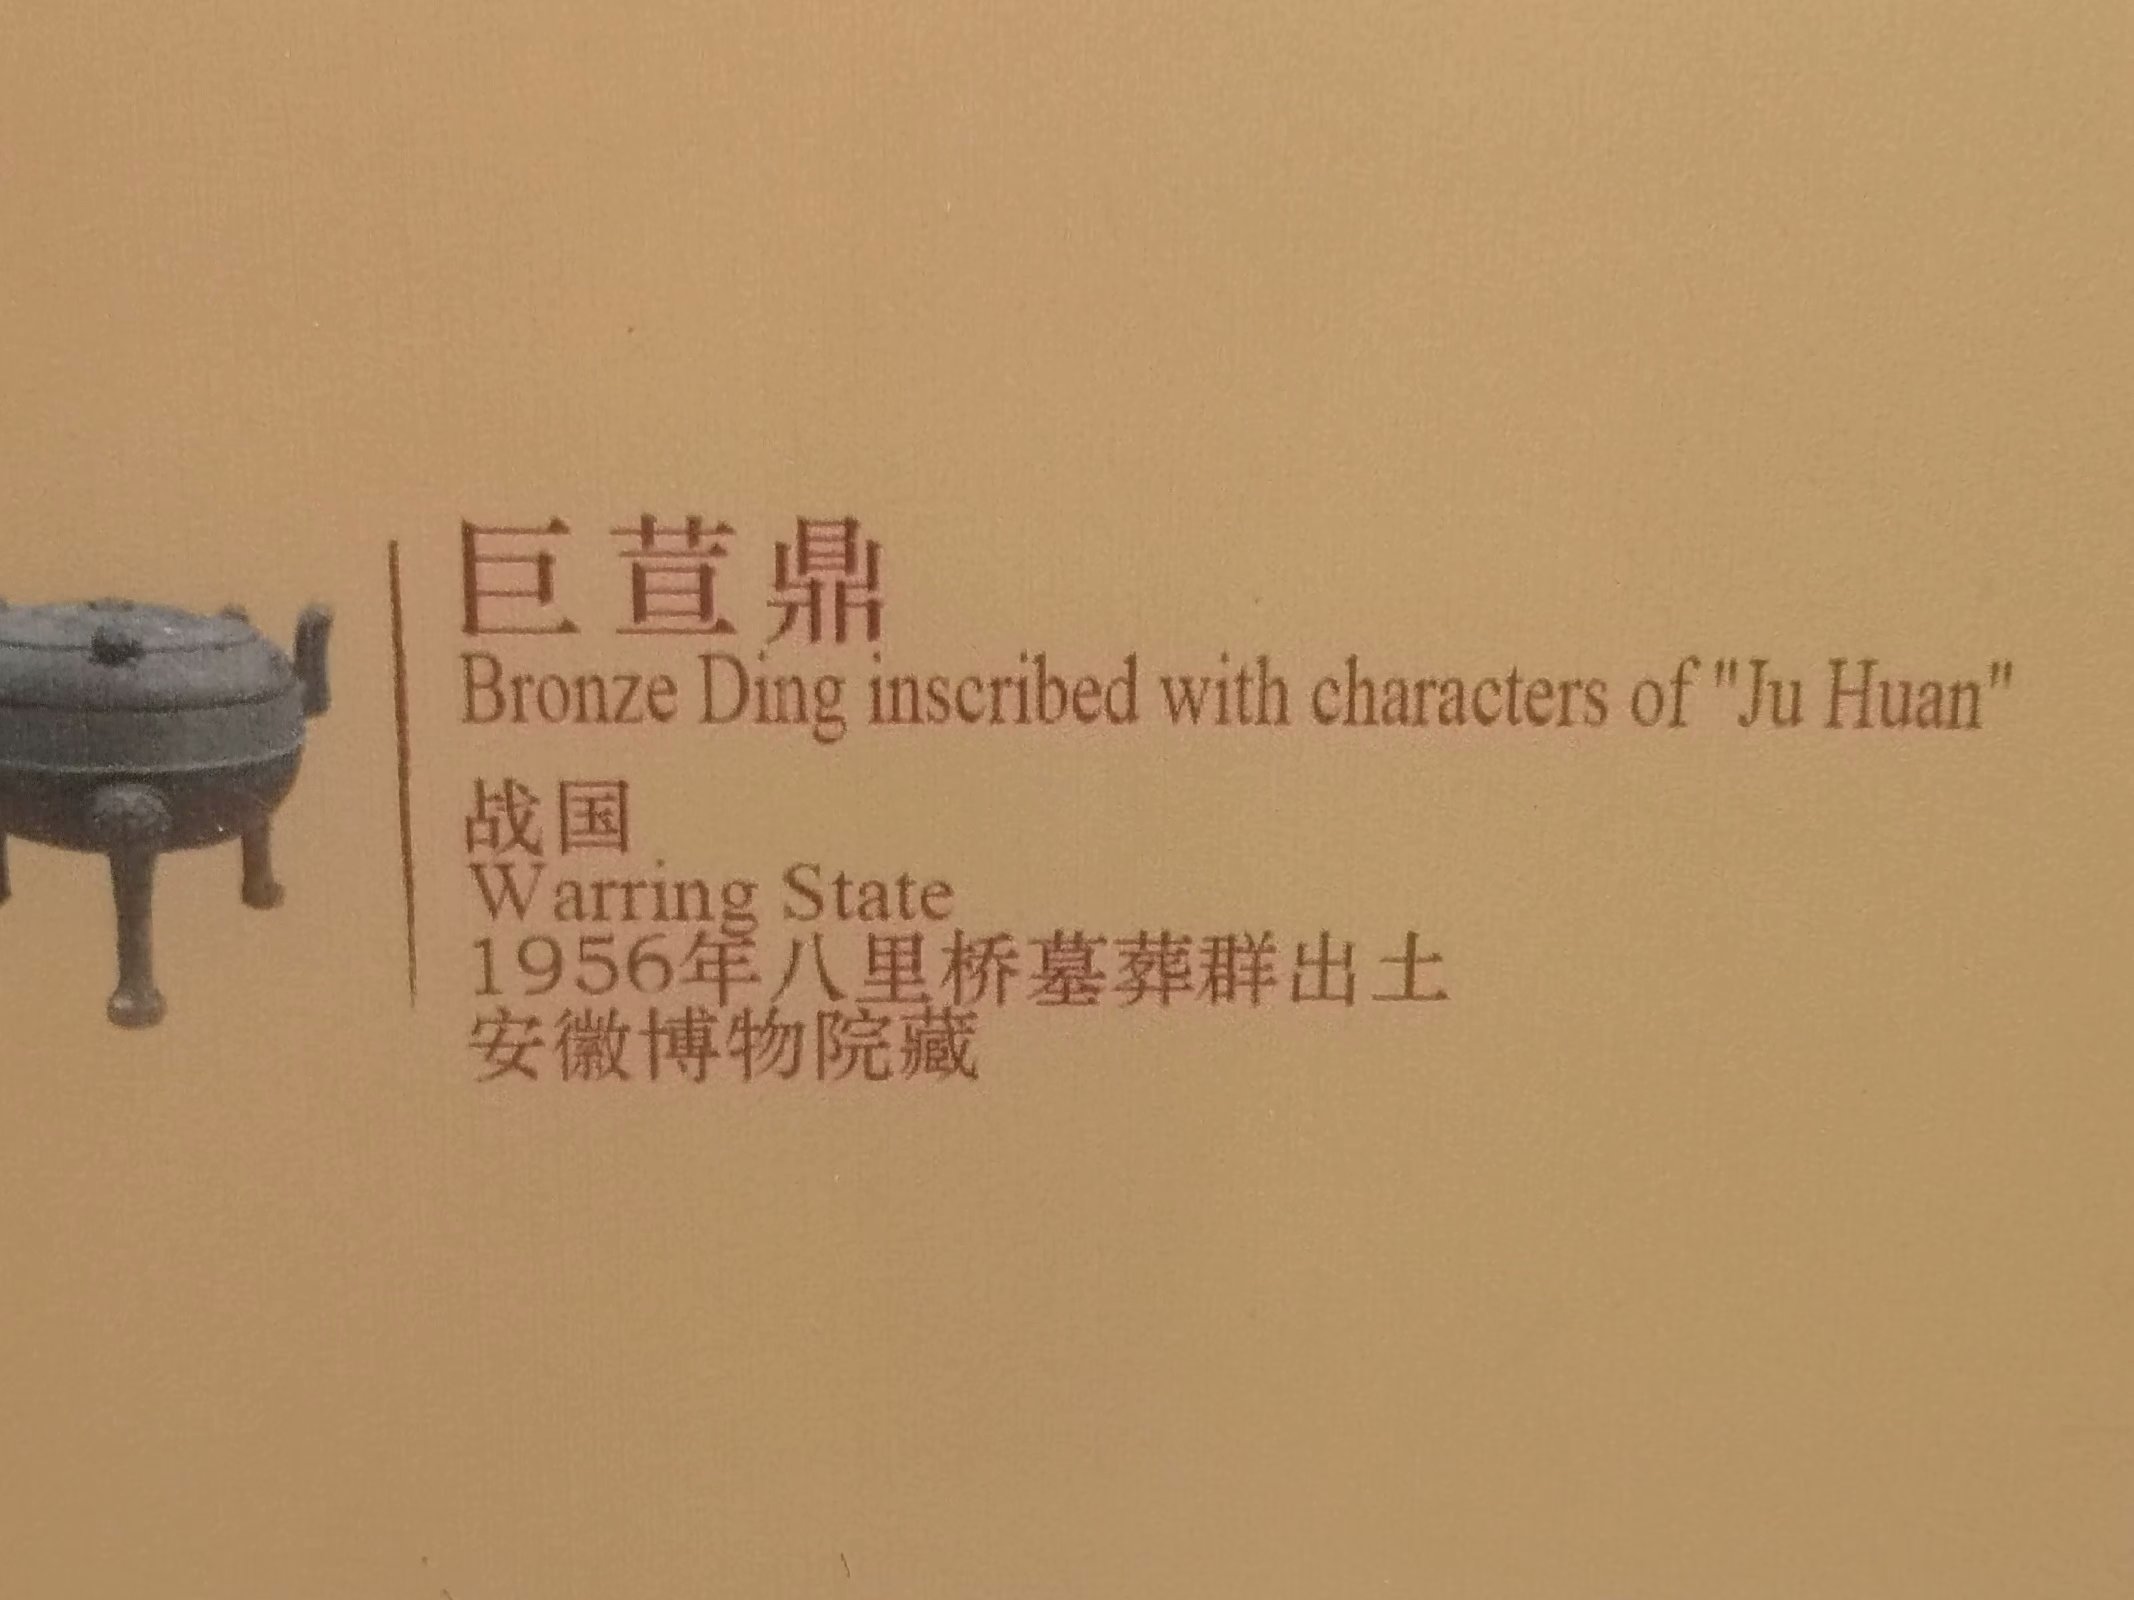 巨荁鼎
Bronze Ding inscribed with characters of "Ju Huan"
战国
Warring State
1956年八里桥墓葬群出土
安徽博物院藏